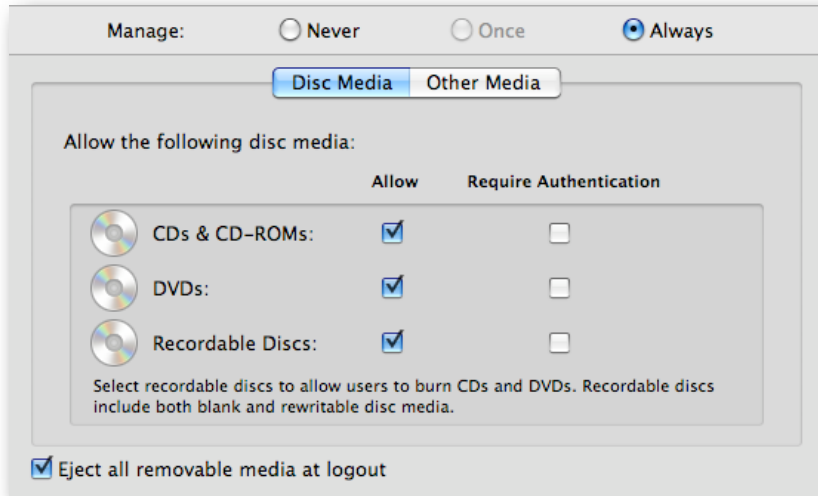 Manage: Never Once Always
Disc Media Other Media
Allow the following disc media:
Allow Require Authentication
CDs & CD-ROMs:
DVDs:
Recordable Discs:
Select recordable discs to allow users to burn CDs and DVDs. Recordable discs
include both blank and rewritable disc media.
Eject all removable media at logout